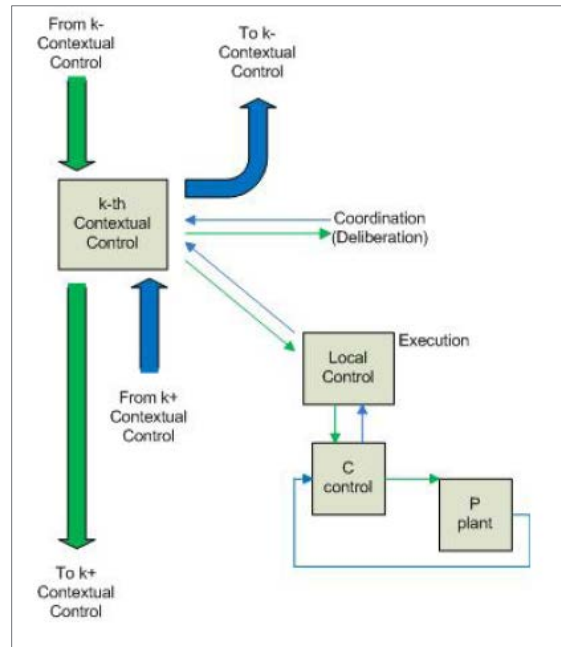 From k-
Contextual
Control
To k-
Contextual
Control
k-th
Contextual
Control
Coordination
(Deliberation)
From k+
Contextual
Control
Local
Control
Execution
C
control
P
plant
To k+
Contextual
Control